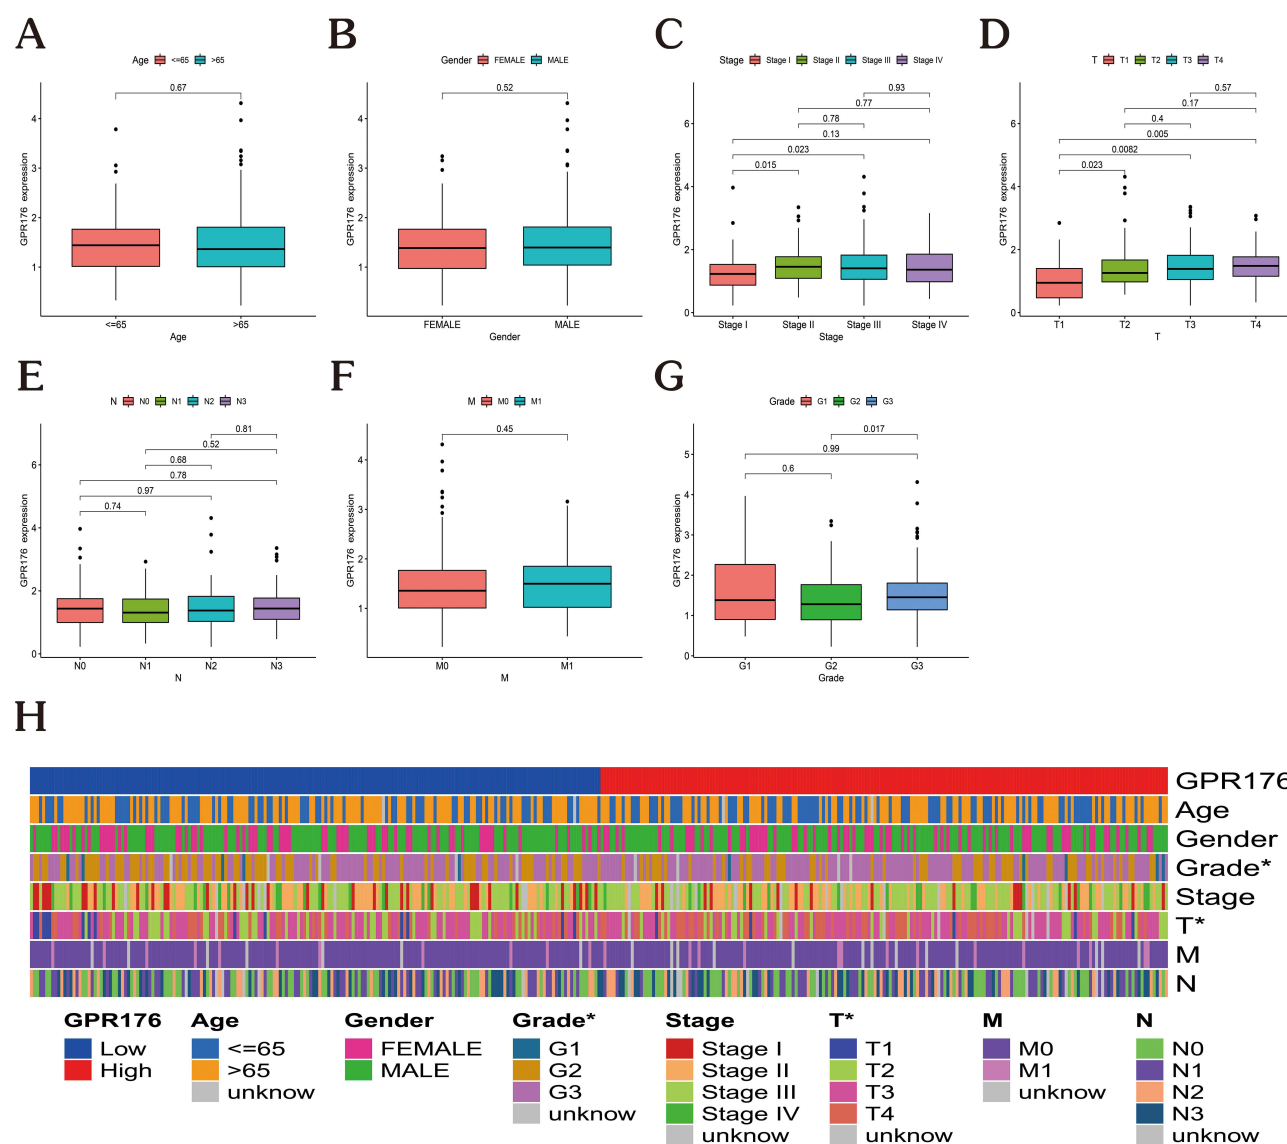 A
Age <=65 >65
GPR176 expression
4
3
2
1
0.67
<=65 >65
Age
B
Gender FEMALE MALE
GPR176 expression
4
3
2
1
0.52
FEMALE MALE
Gender
C
Stage Stage I Stage II Stage III Stage IV
GPR176 expression
6
4
2
0
0.93
0.77
0.78
0.13
0.023
0.015
Stage I Stage II Stage III Stage IV
Stage
D
T T1 T2 T3 T4
GPR176 expression
6
4
2
0
0.57
0.17
0.4
0.005
0.0082
0.023
T1 T2 T3 T4
T
E
N N0 N1 N2 N3
GPR176 expression
6
4
2
0
0.81
0.52
0.68
0.78
0.97
0.74
N0 N1 N2 N3
N
F
M M0 M1
GPR176 expression
4
3
2
1
0.45
M0 M1
M
G
Grade G1 G2 G3
GPR176 expression
5
4
3
2
1
0
0.017
0.99
0.6
G1 G2 G3
Grade
H
GPR176
Age
Gender
Grade*
Stage
T*
M
N
GPR176 Age Gender Grade* Stage T* M N
Low <=65 FEMALE G1 Stage I T1 M0 N0
High >65 MALE G2 Stage II T2 M1 N1
unknow G3 Stage III T3 unknow N2
unknow Stage IV T4 N3
unknow unknow unknow